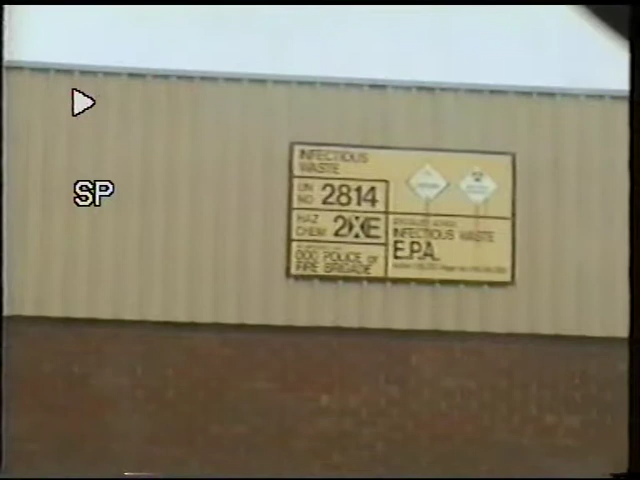 SP
INFECTIOUS
WASTE
UN
NO 2814
HAZ
CHEM 2XE
000 POLICE or
FIRE BRIGADE
INFECTIOUS WASTE
E.P.A.